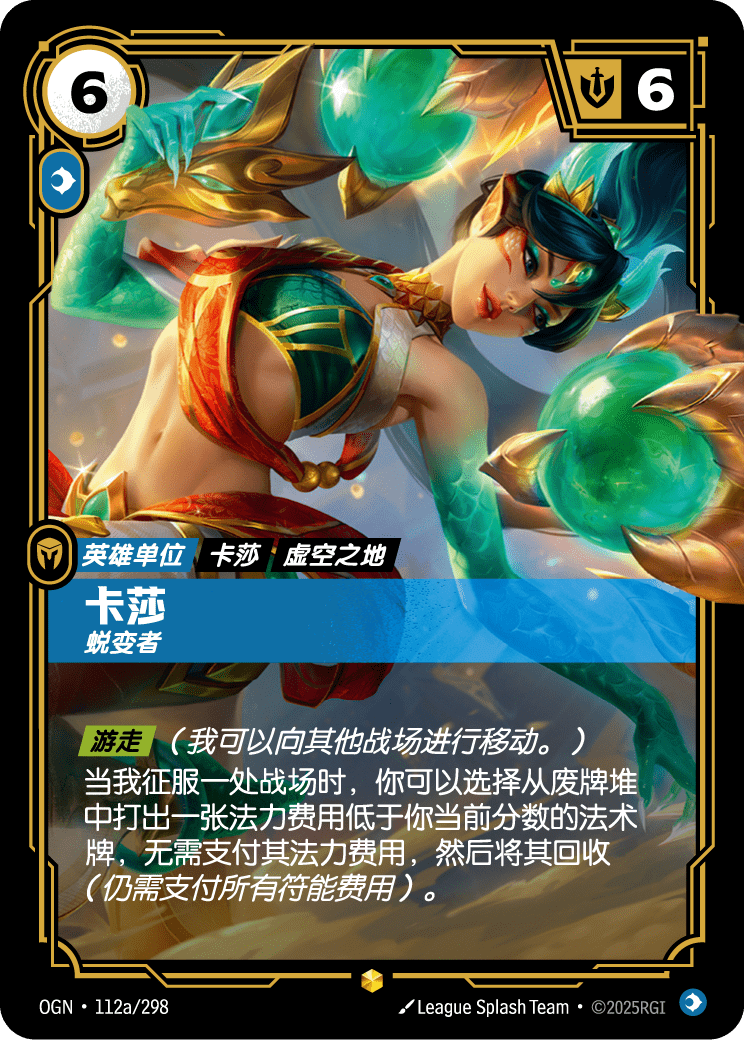 6
6
英雄单位 卡莎 虚空之地
卡莎
蜕变者
游走（我可以向其他战场进行移动。）
当我征服一处战场时，你可以选择从废牌堆
中打出一张法力费用低于你当前分数的法术
牌，无需支付其法力费用，然后将其回收
（仍需支付所有符能费用）。
OGN • 112a/298 League Splash Team • ©2025RGI